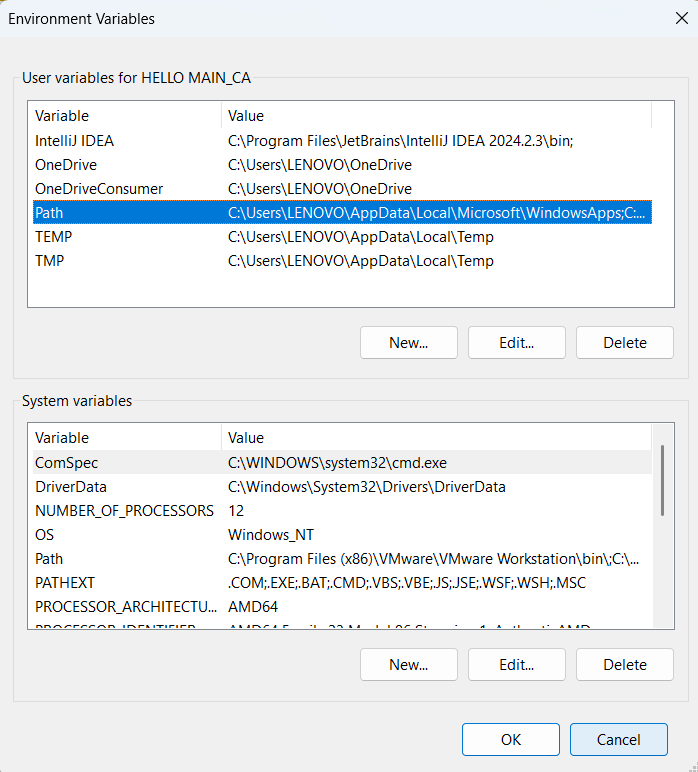 Environment Variables
User variables for HELLO MAIN_CA
Variable Value
IntelliJ IDEA C:\Program Files\JetBrains\IntelliJ IDEA 2024.2.3\bin;
OneDrive C:\Users\LENOVO\OneDrive
OneDriveConsumer C:\Users\LENOVO\OneDrive
Path C:\Users\LENOVO\AppData\Local\Microsoft\WindowsApps;C:...
TEMP C:\Users\LENOVO\AppData\Local\Temp
TMP C:\Users\LENOVO\AppData\Local\Temp
New... Edit... Delete
System variables
Variable Value
ComSpec C:\WINDOWS\system32\cmd.exe
DriverData C:\Windows\System32\Drivers\DriverData
NUMBER_OF_PROCESSORS 12
OS Windows_NT
Path C:\Program Files (x86)\VMware\VMware Workstation\bin\;C:\...
PATHEXT .COM;.EXE;.BAT;.CMD;.VBS;.VBE;.JS;.JSE;.WSF;.WSH;.MSC
PROCESSOR_ARCHITECTU... AMD64
New... Edit... Delete
OK Cancel